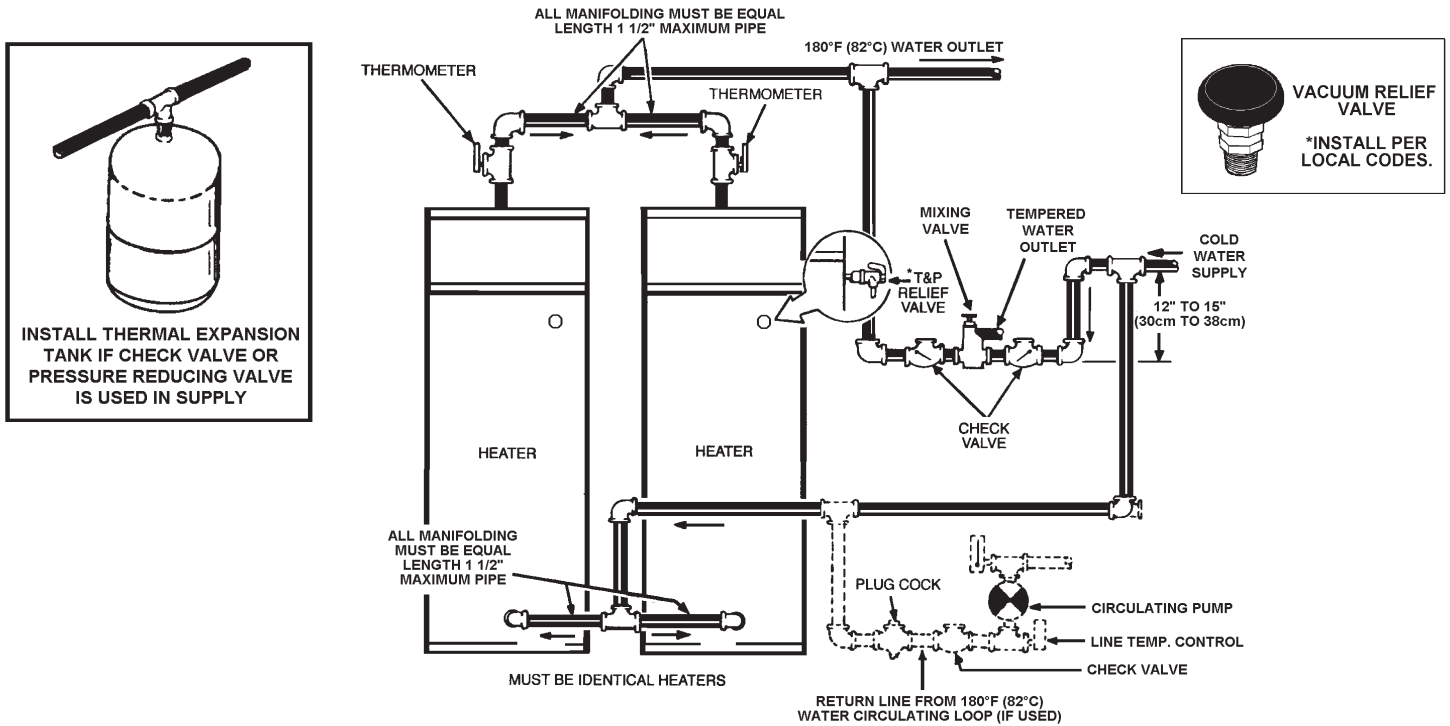 ALL MANIFOLDING MUST BE EQUAL
LENGTH 1 1/2" MAXIMUM PIPE
180°F (82°C) WATER OUTLET
THERMOMETER
THERMOMETER
VACUUM RELIEF
VALVE
*INSTALL PER
LOCAL CODES.
INSTALL THERMAL EXPANSION
TANK IF CHECK VALVE OR
PRESSURE REDUCING VALVE
IS USED IN SUPPLY
MIXING
VALVE
TEMPERED
WATER
OUTLET
COLD
WATER
SUPPLY
*T&P
RELIEF
VALVE
12" TO 15"
(30cm TO 38cm)
CHECK
VALVE
HEATER
HEATER
ALL MANIFOLDING
MUST BE EQUAL
LENGTH 1 1/2"
MAXIMUM PIPE
PLUG COCK
CIRCULATING PUMP
LINE TEMP. CONTROL
CHECK VALVE
MUST BE IDENTICAL HEATERS
RETURN LINE FROM 180°F (82°C)
WATER CIRCULATING LOOP (IF USED)